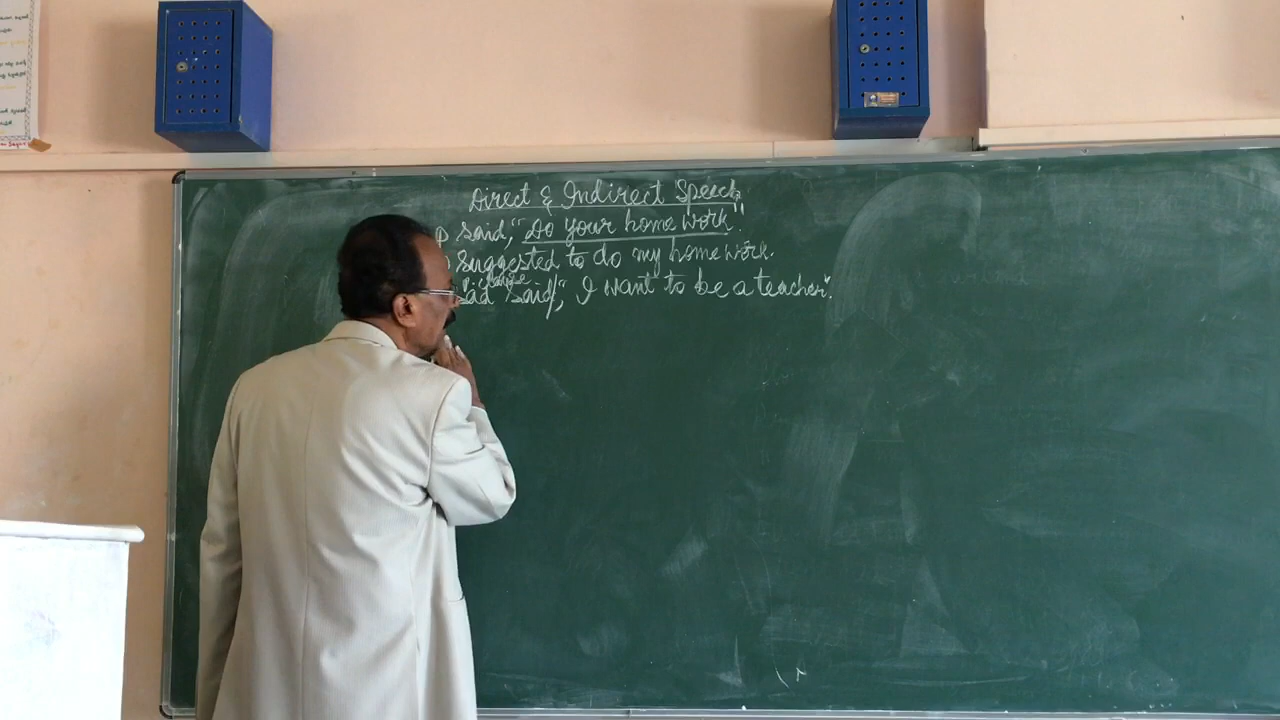 Direct & Indirect Speech
said, "Do your home work".
suggested to do my home work.
change
said, "I want to be a teacher".